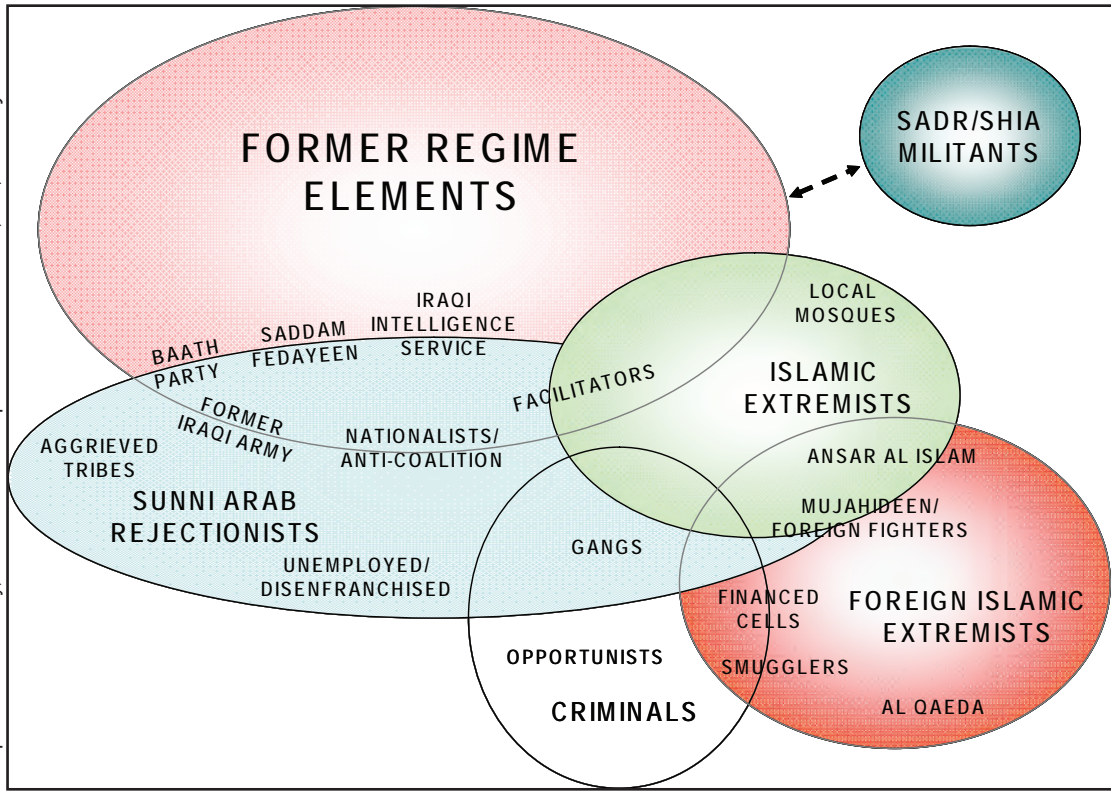 FORMER REGIME
ELEMENTS
SADR/SHIA
MILITANTS
LOCAL
MOSQUES
IRAQI
INTELLIGENCE
SERVICE
SADDAM
FEDAYEEN
BAATH
PARTY
FACILITATORS
ISLAMIC
EXTREMISTS
FORMER
IRAQI ARMY
NATIONALISTS/
ANTI-COALITION
AGGRIEVED
TRIBES
SUNNI ARAB
REJECTIONISTS
ANSAR AL ISLAM
MUJAHIDEEN/
FOREIGN FIGHTERS
GANGS
UNEMPLOYED/
DISENFRANCHISED
FINANCED
CELLS
FOREIGN ISLAMIC
EXTREMISTS
OPPORTUNISTS
SMUGGLERS
CRIMINALS
AL QAEDA